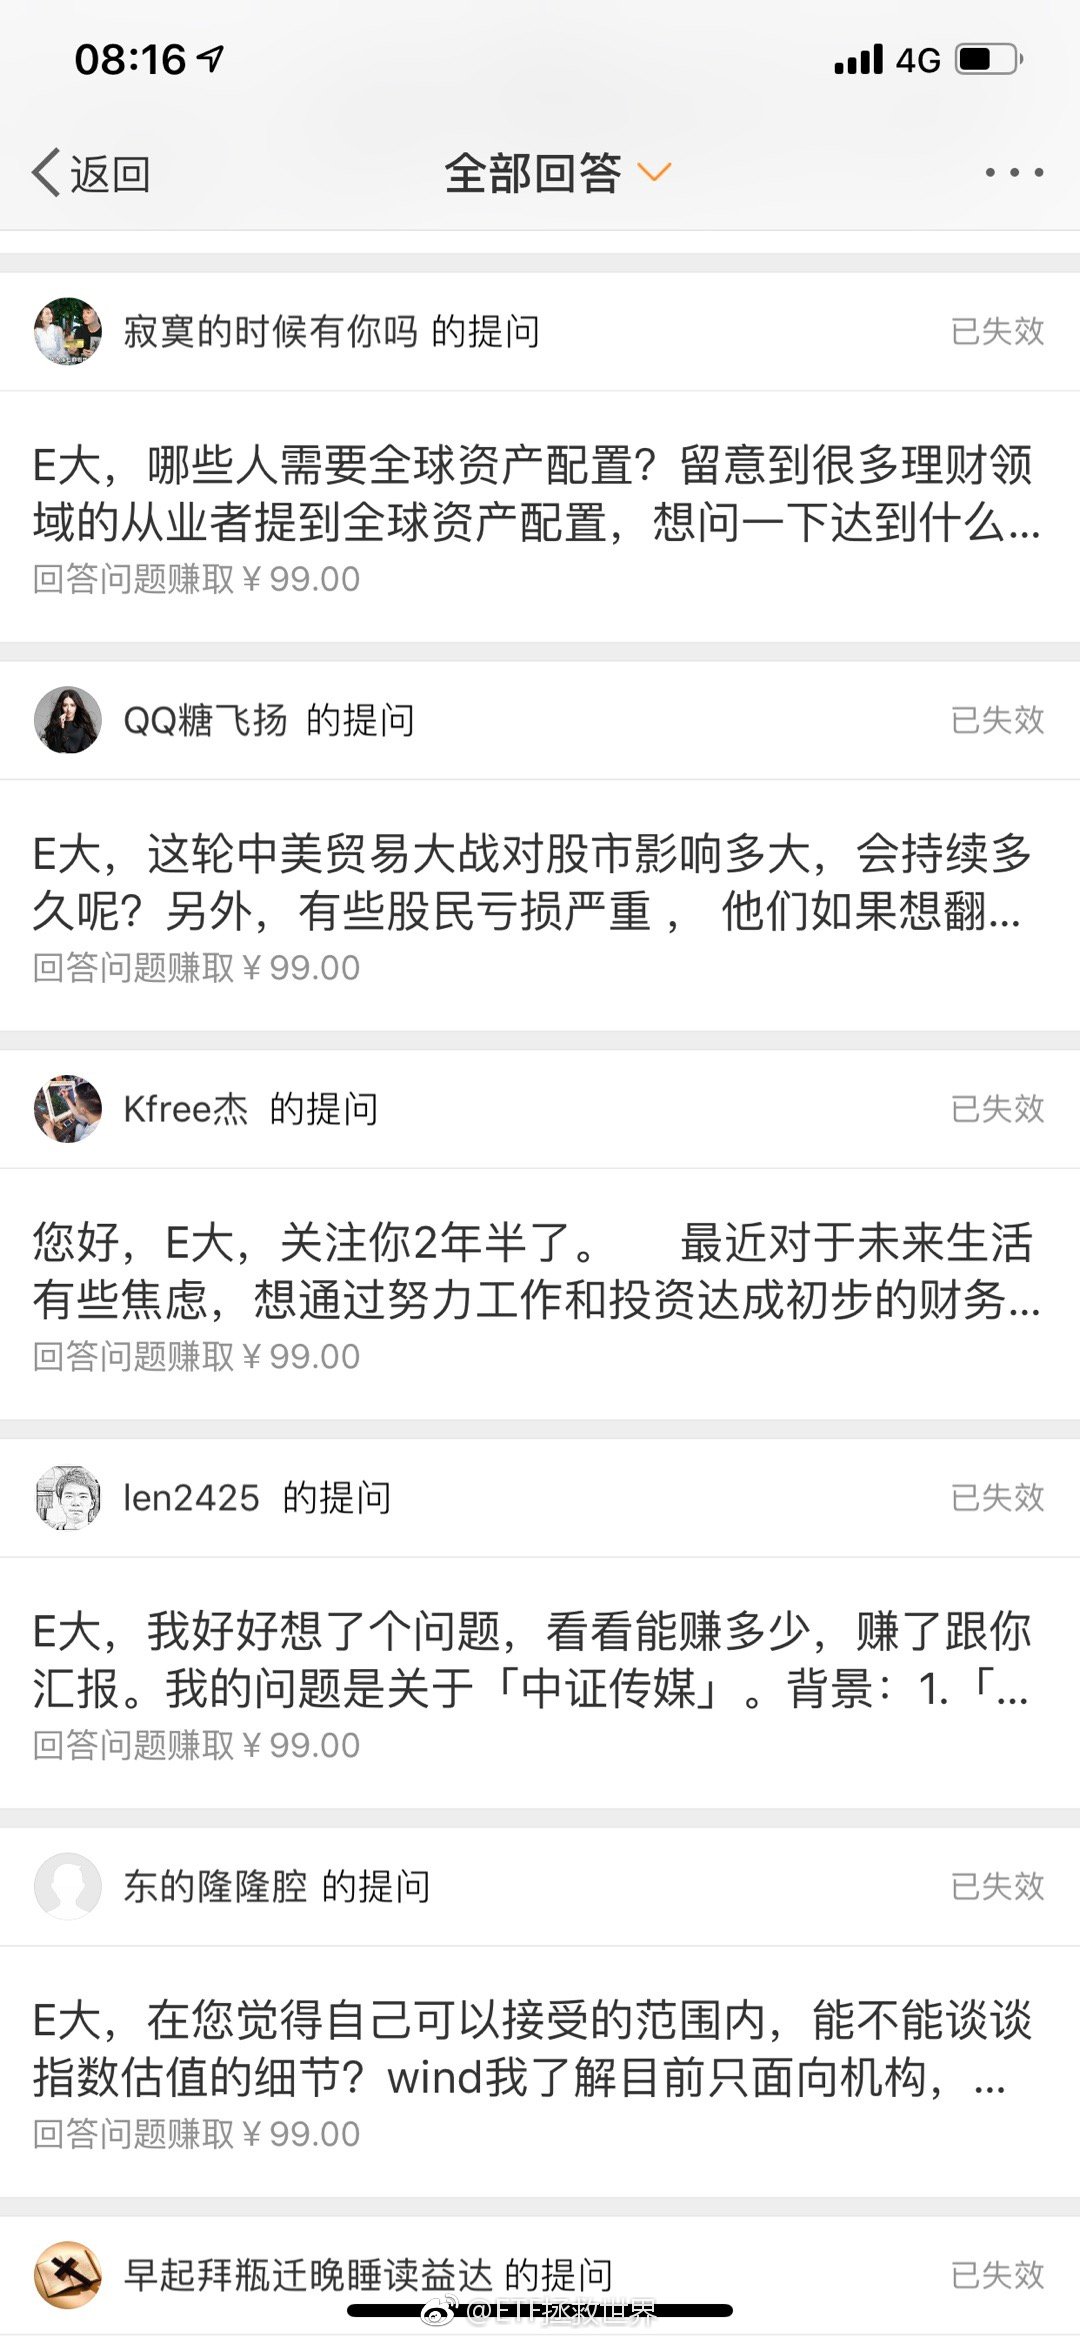 08:16
4G
返回
全部回答
寂寞的时候有你吗 的提问
已失效
E大，哪些人需要全球资产配置？留意到很多理财领
域的从业者提到全球资产配置，想问一下达到什么...
回答问题赚取 ¥ 99.00
QQ糖飞扬 的提问
已失效
E大，这轮中美贸易大战对股市影响多大，会持续多
久呢？另外，有些股民亏损严重 ， 他们如果想翻...
回答问题赚取 ¥ 99.00
Kfree杰 的提问
已失效
您好，E大，关注你2年半了。 最近对于未来生活
有些焦虑，想通过努力工作和投资达成初步的财务...
回答问题赚取 ¥ 99.00
len2425 的提问
已失效
E大，我好好想了个问题，看看能赚多少，赚了跟你
汇报。我的问题是关于「中证传媒」。背景：1.「...
回答问题赚取 ¥ 99.00
东的隆隆腔 的提问
已失效
E大，在您觉得自己可以接受的范围内，能不能谈谈
指数估值的细节？wind我了解目前只面向机构，...
回答问题赚取 ¥ 99.00
早起拜瓶迁晚睡读益达 的提问
已失效
@ETF拯救世界